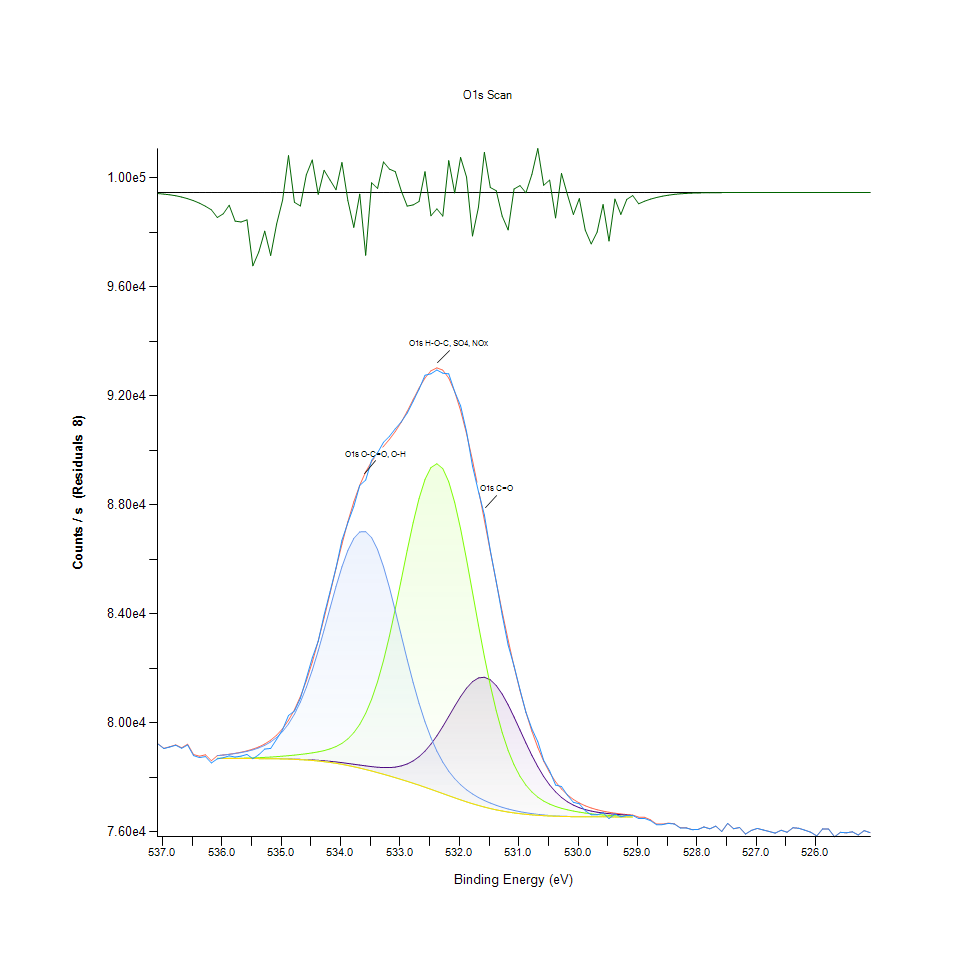 O1s Scan
1.00e5
9.60e4
9.20e4
8.80e4
8.40e4
8.00e4
7.60e4
Counts / s (Residuals 8)
O1s H-O-C, SO4, NOx
O1s O-C=O, O-H
O1s C=O
537.0 536.0 535.0 534.0 533.0 532.0 531.0 530.0 529.0 528.0 527.0 526.0
Binding Energy (eV)